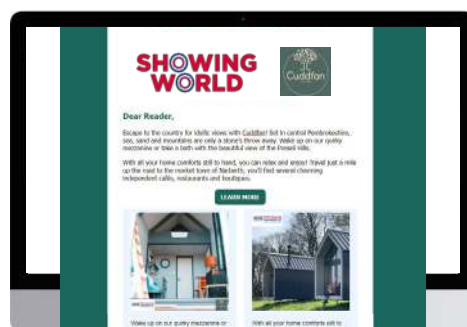 SHOWING
WORLD
Cuddfan
Dear Reader,
Escape to the country for idyllic views with Cuddfan! Set in central Pembrokeshire,
sea, sand and mountains are only a stone's throw away. Wake up on our quirky
mezzanine or take a bath with the beautiful view of the Preseli Hills.
With all your home comforts still to hand, you can relax and enjoy! Travel just a mile
up the road to the market town of Narberth, you'll find several charming
independent cafés, restaurants and boutiques.
LEARN MORE
Wake up on our quirky mezzanine or
With all your home comforts still to